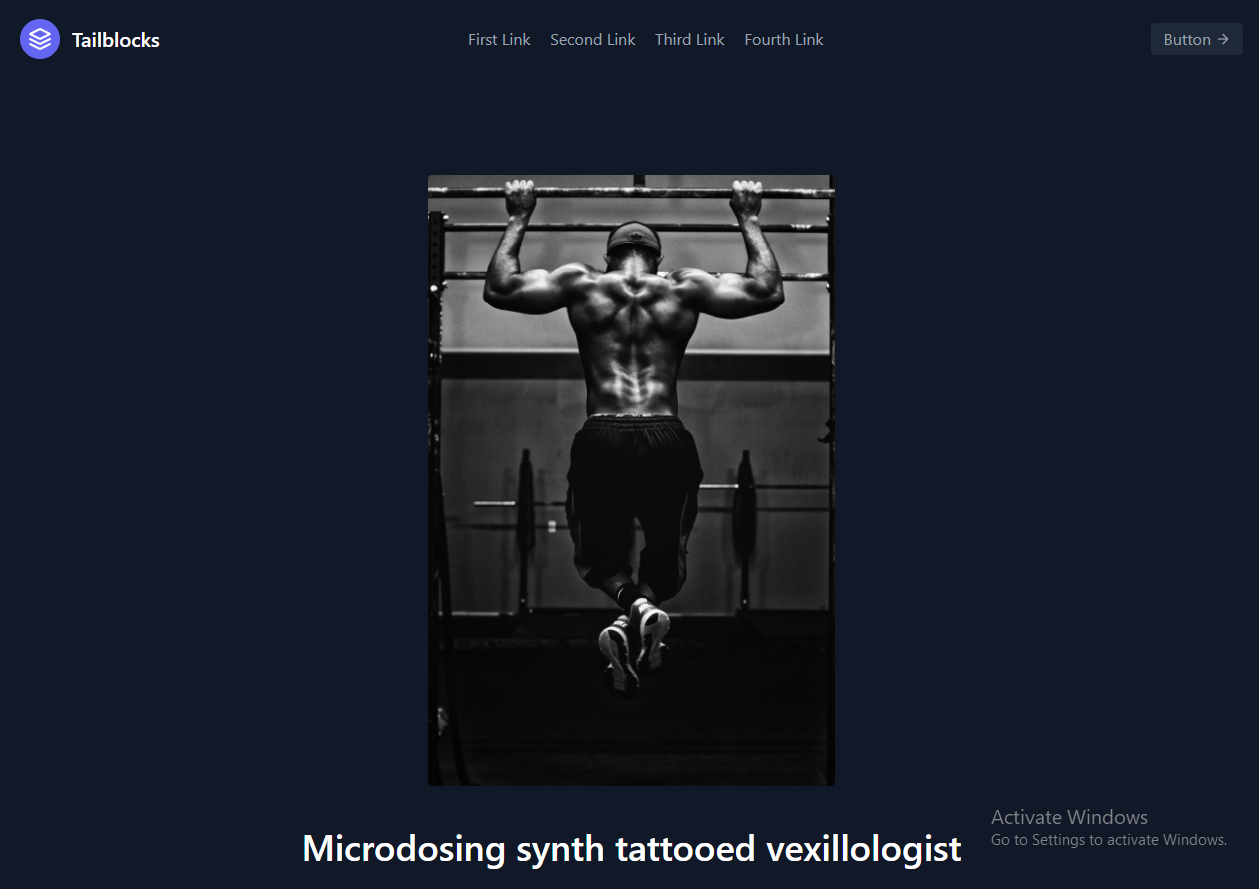 Tailblocks
First Link
Second Link
Third Link
Fourth Link
Button →
Microdosing synth tattooed vexillologist
Activate Windows
Go to Settings to activate Windows.